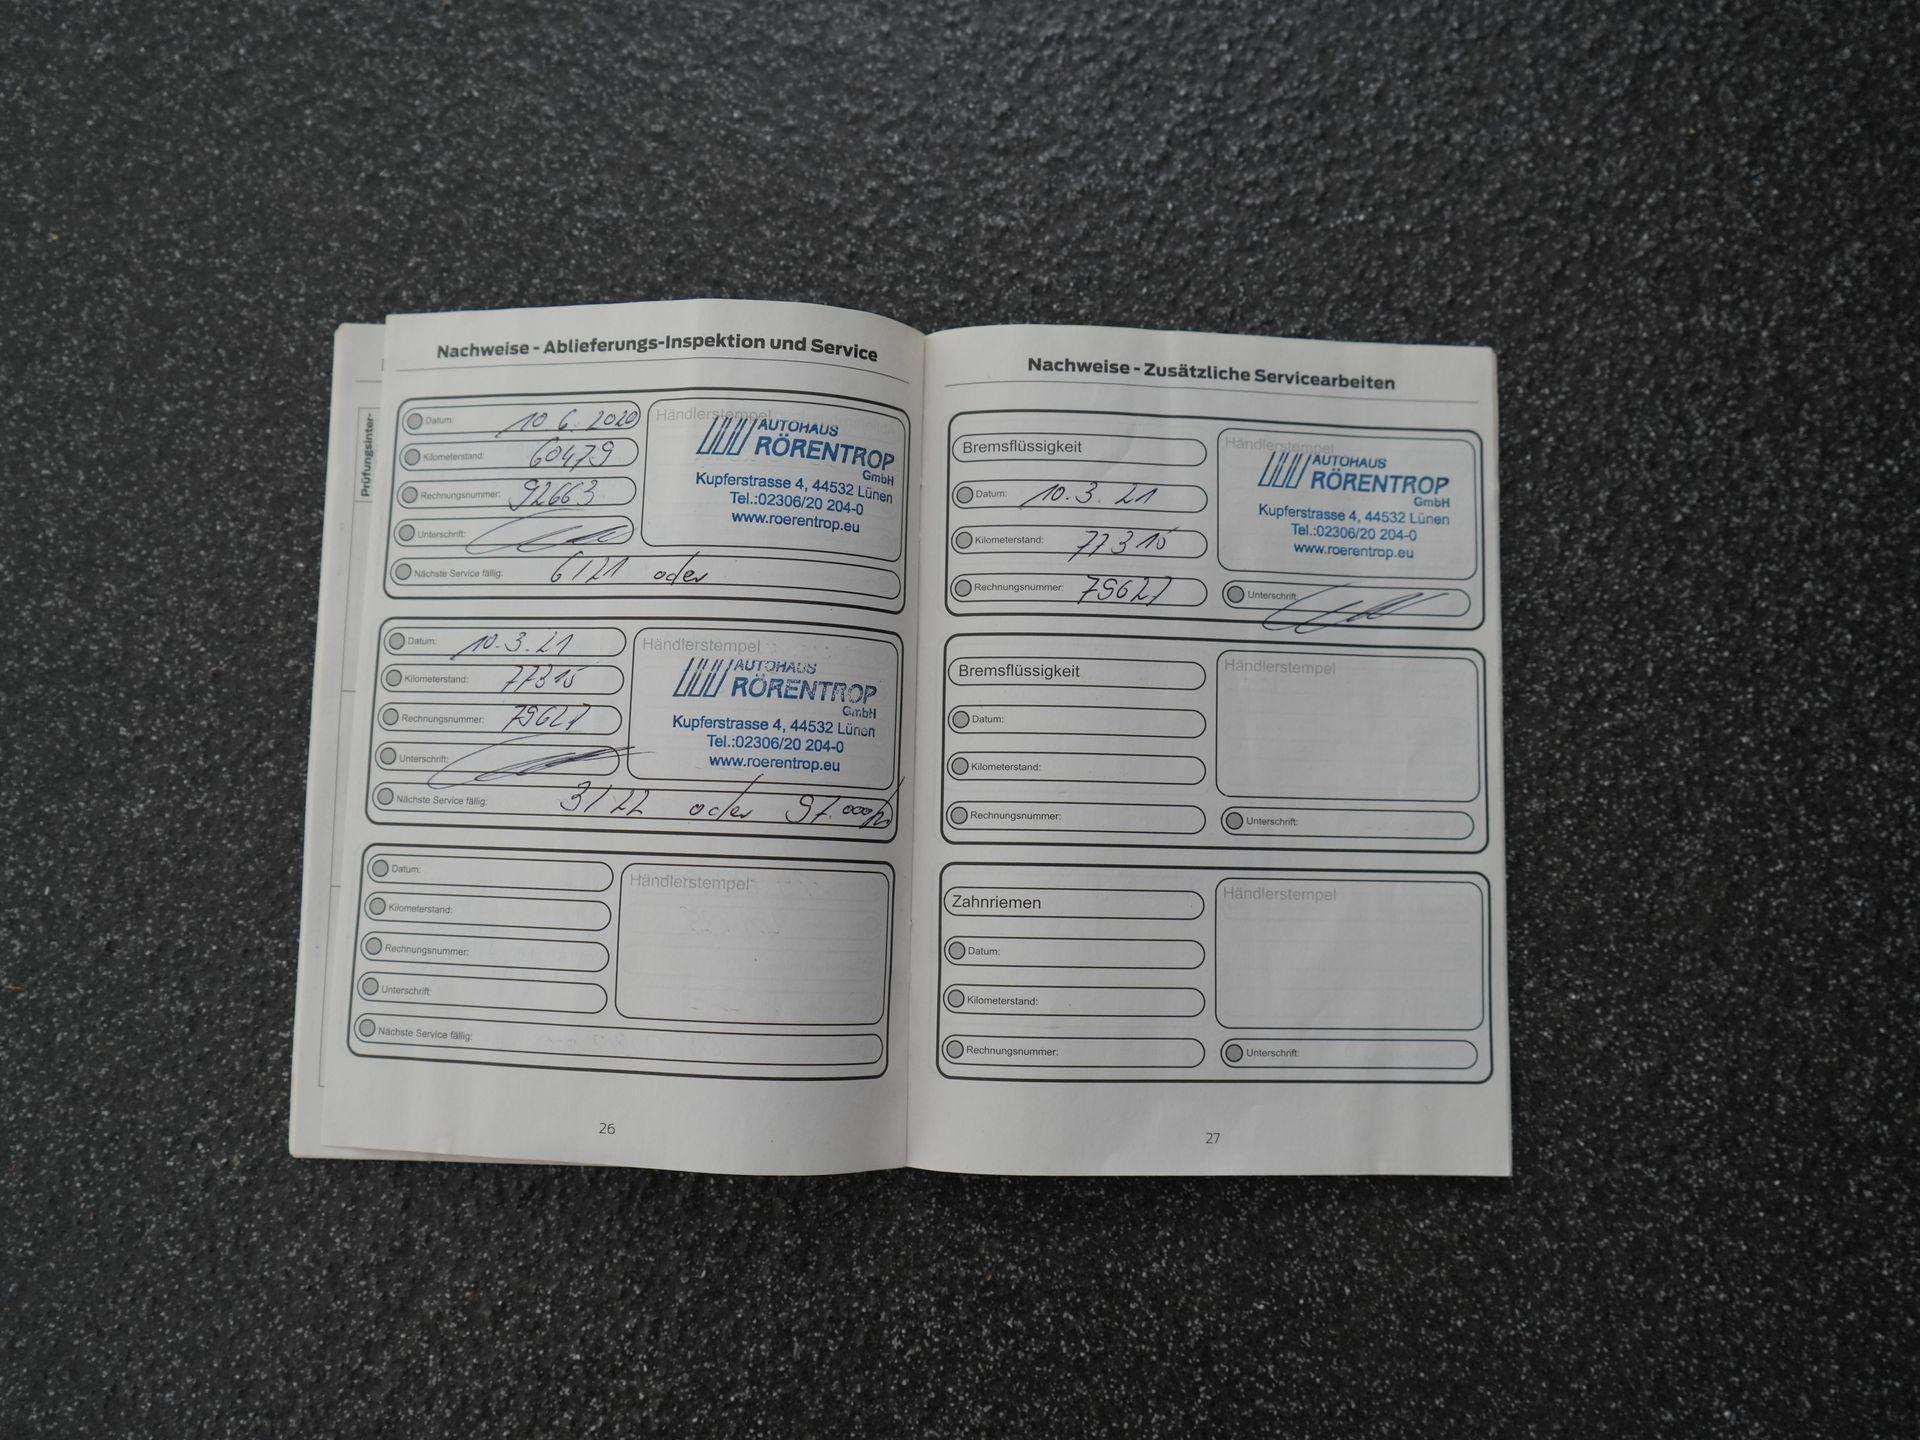 Prüfungsinter-
Nachweise - Ablieferungs-Inspektion und Service
Datum: 10.6.2020
Kilometerstand: 60479
Rechnungsnummer: 92663
Unterschrift:
Nächste Service fällig: 6/21 oder
Händlerstempel
AUTOHAUS
RÖRENTROP
GmbH
Kupferstrasse 4, 44532 Lünen
Tel.:02306/20 204-0
www.roerentrop.eu
Datum: 10.3.21
Kilometerstand: 77315
Rechnungsnummer: 79627
Unterschrift:
Nächste Service fällig: 3/22 oder 97.000
Händlerstempel
AUTOHAUS
RÖRENTROP
GmbH
Kupferstrasse 4, 44532 Lünen
Tel.:02306/20 204-0
www.roerentrop.eu
Datum:
Kilometerstand:
Rechnungsnummer:
Unterschrift:
Nächste Service fällig:
Händlerstempel
26
Nachweise - Zusätzliche Servicearbeiten
Bremsflüssigkeit
Datum: 10.3.21
Kilometerstand: 77315
Rechnungsnummer: 79627
Händlerstempel
AUTOHAUS
RÖRENTROP
GmbH
Kupferstrasse 4, 44532 Lünen
Tel.:02306/20 204-0
www.roerentrop.eu
Unterschrift:
Bremsflüssigkeit
Datum:
Kilometerstand:
Rechnungsnummer:
Händlerstempel
Unterschrift:
Zahnriemen
Datum:
Kilometerstand:
Rechnungsnummer:
Händlerstempel
Unterschrift:
27